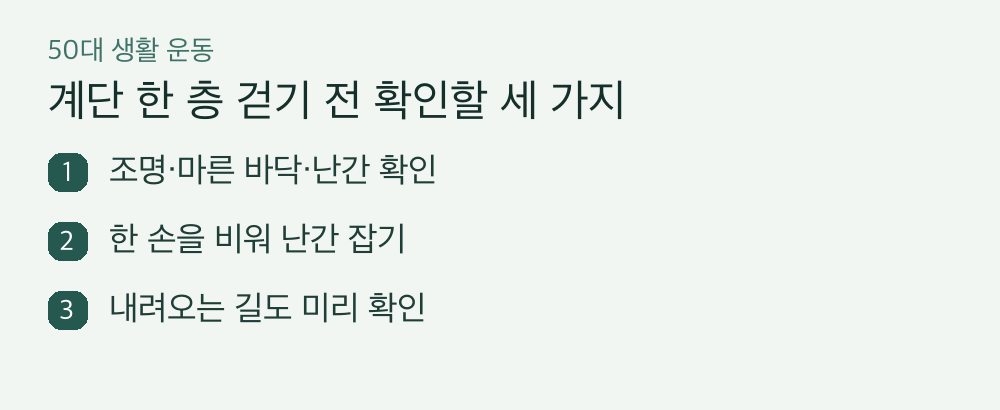 50대 생활 운동
계단 한 층 걷기 전 확인할 세 가지
1 조명·마른 바닥·난간 확인
2 한 손을 비워 난간 잡기
3 내려오는 길도 미리 확인